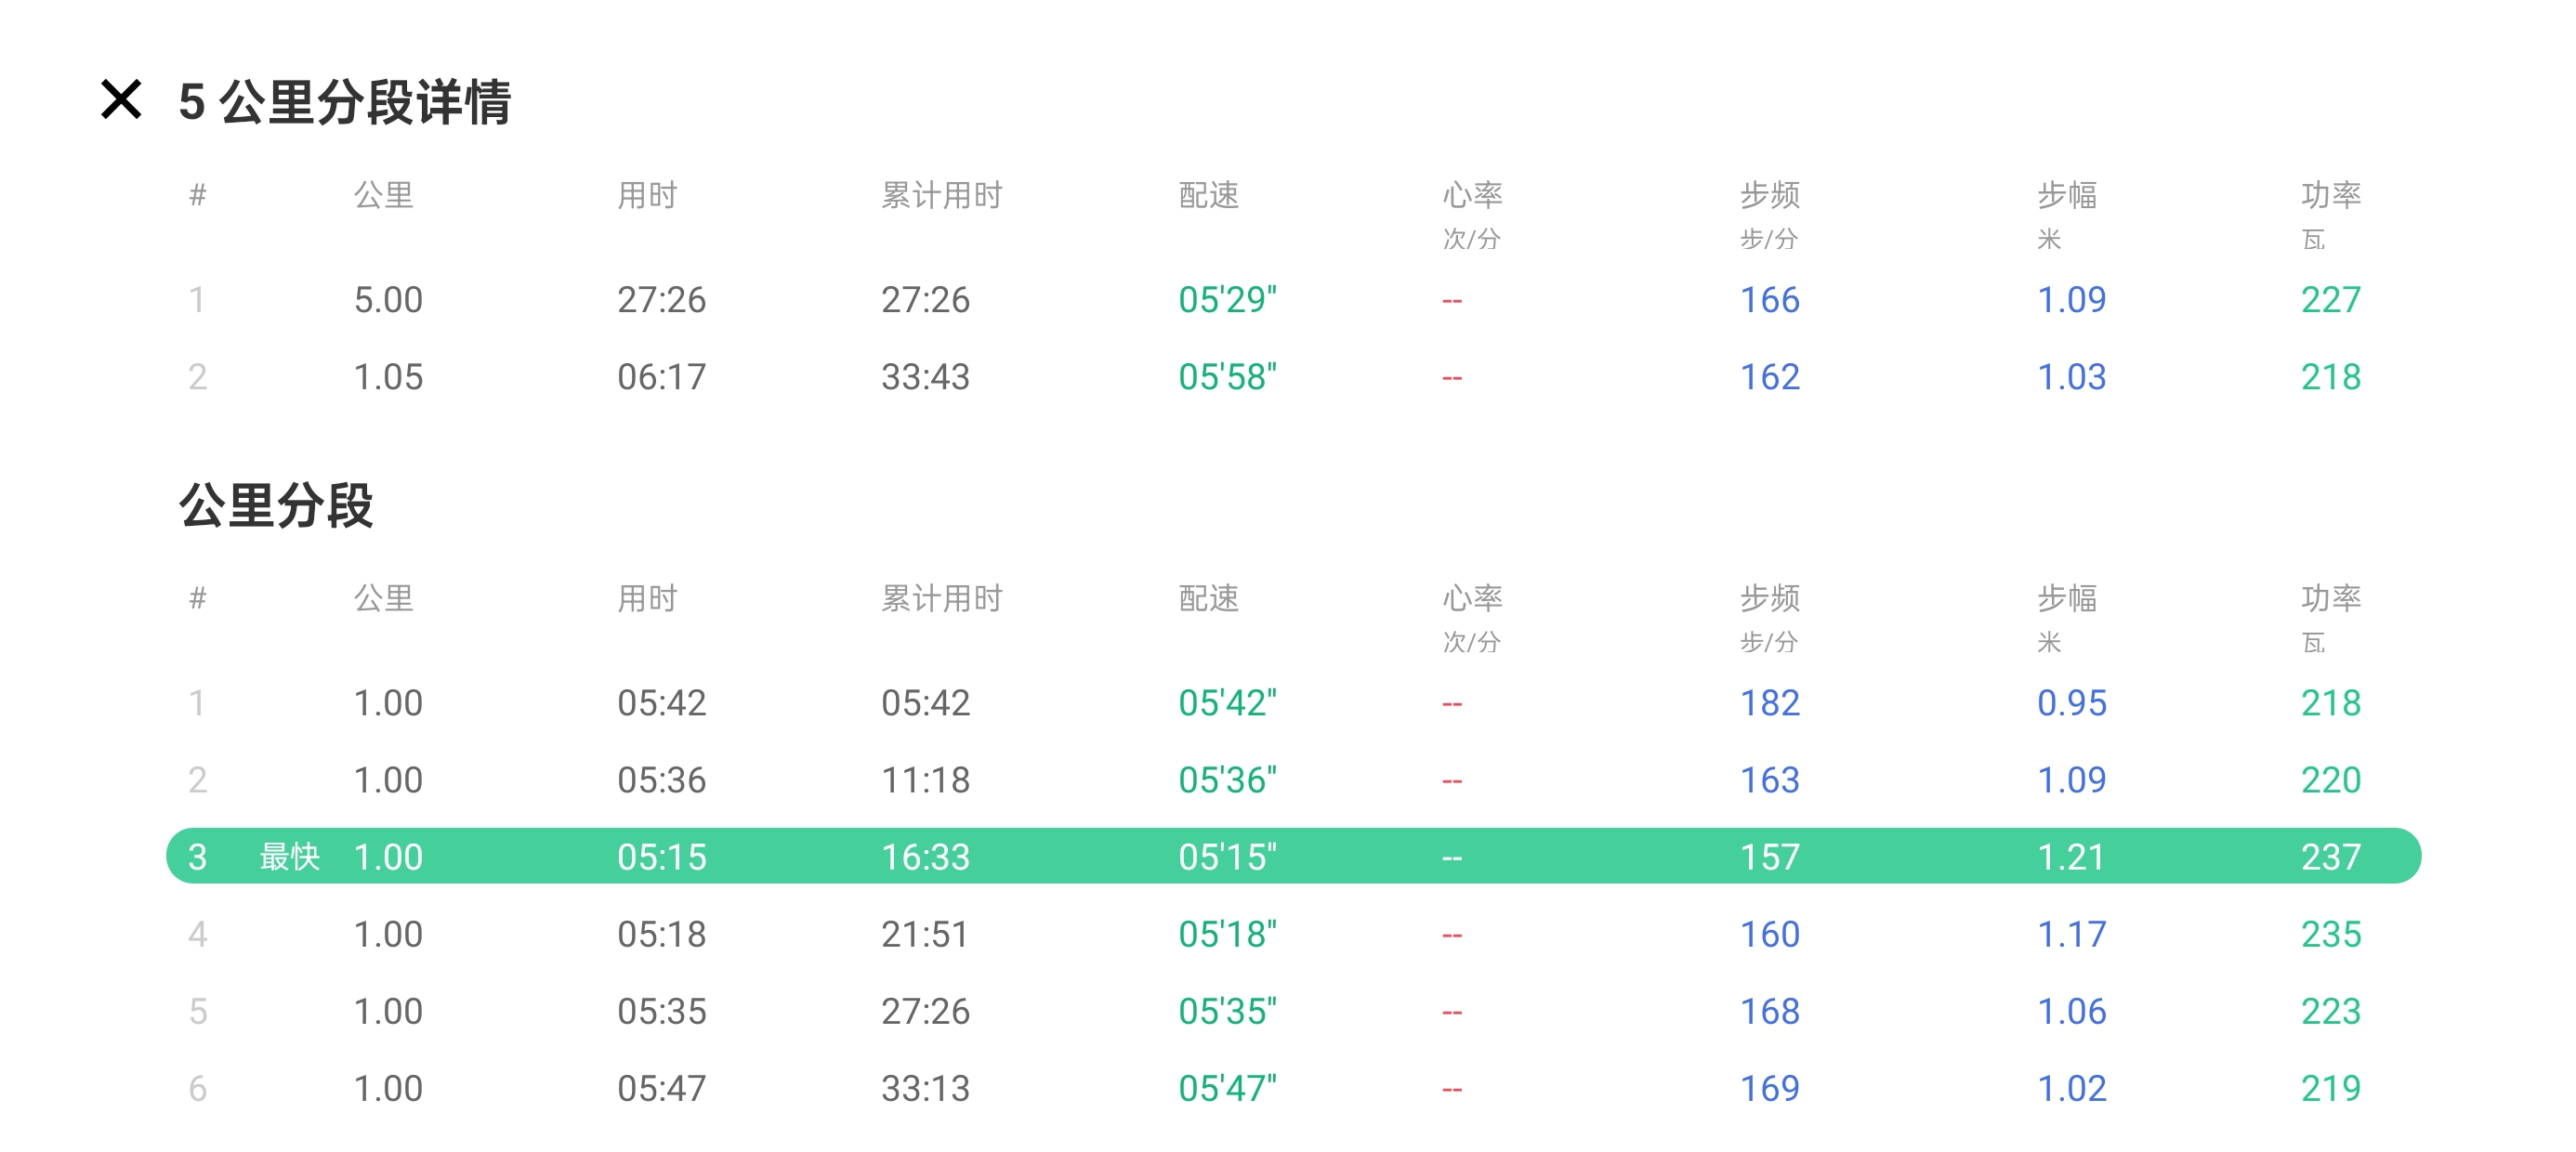 5 公里分段详情
# 公里 用时 累计用时 配速 心率 步频 步幅 功率
次/分 步/分 米 瓦
1 5.00 27:26 27:26 05'29" -- 166 1.09 227
2 1.05 06:17 33:43 05'58" -- 162 1.03 218
公里分段
# 公里 用时 累计用时 配速 心率 步频 步幅 功率
次/分 步/分 米 瓦
1 1.00 05:42 05:42 05'42" -- 182 0.95 218
2 1.00 05:36 11:18 05'36" -- 163 1.09 220
3 最快 1.00 05:15 16:33 05'15" -- 157 1.21 237
4 1.00 05:18 21:51 05'18" -- 160 1.17 235
5 1.00 05:35 27:26 05'35" -- 168 1.06 223
6 1.00 05:47 33:13 05'47" -- 169 1.02 219